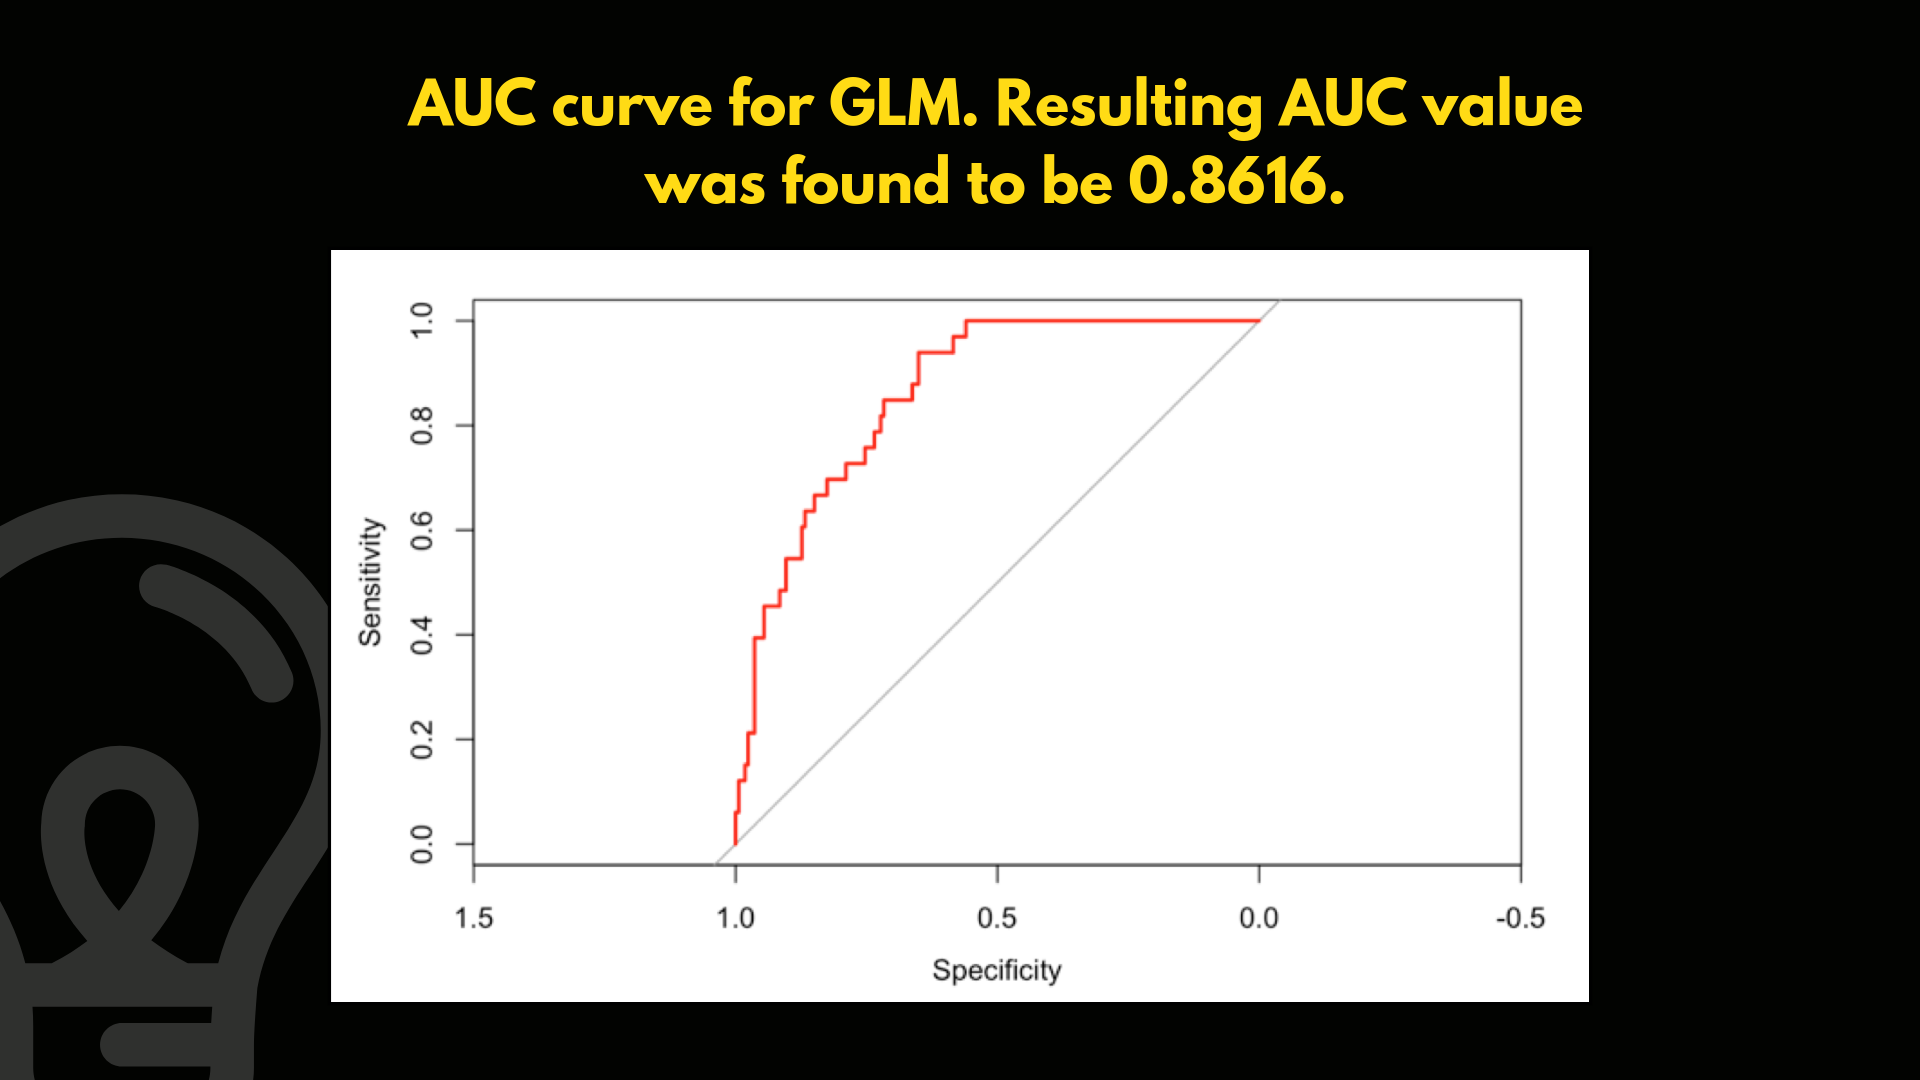 AUC curve for GLM. Resulting AUC value
was found to be 0.8616.
1.0
0.8
0.6
0.4
0.2
0.0
Sensitivity
1.5 1.0 0.5 0.0 -0.5
Specificity